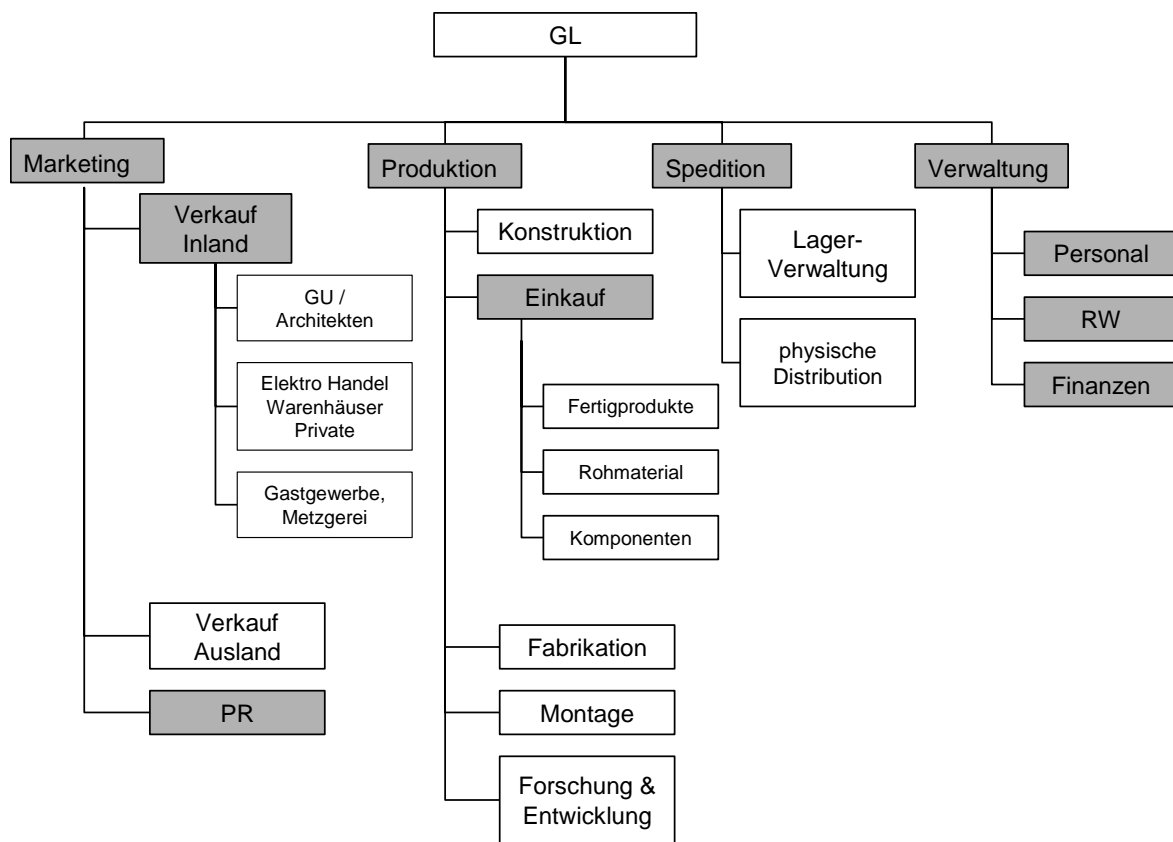 GL
Marketing
Produktion
Spedition
Verwaltung
Verkauf
Inland
GU /
Architekten
Elektro Handel
Warenhäuser
Private
Gastgewerbe,
Metzgerei
Verkauf
Ausland
PR
Konstruktion
Einkauf
Fertigprodukte
Rohmaterial
Komponenten
Fabrikation
Montage
Forschung &
Entwicklung
Lager-
Verwaltung
physische
Distribution
Personal
RW
Finanzen